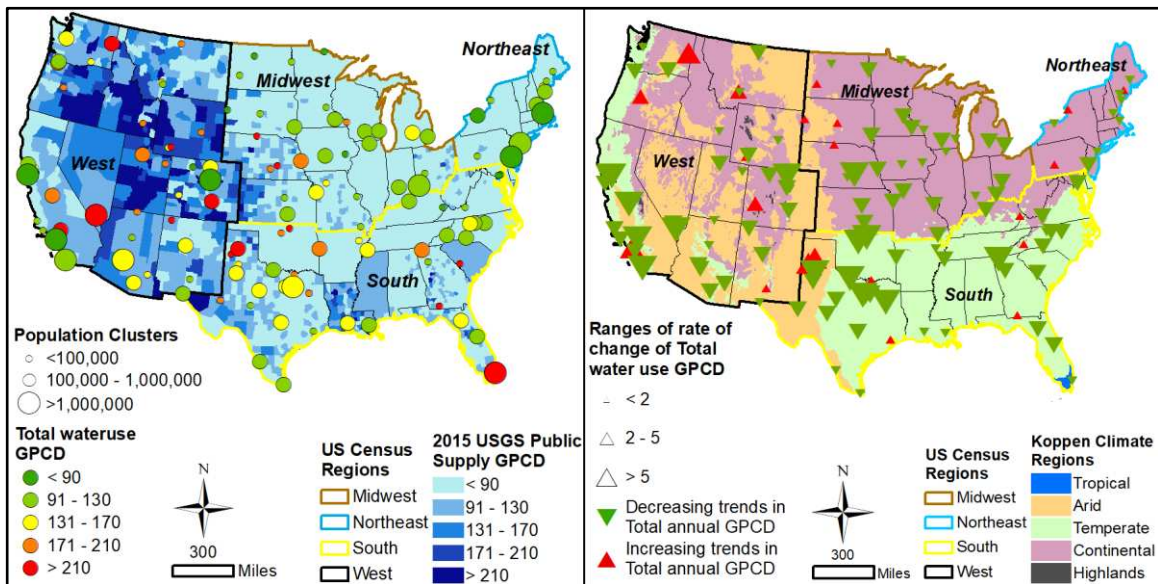 Northeast
Midwest
West
South
Population Clusters
<100,000
100,000 - 1,000,000
>1,000,000
Total wateruse
GPCD
< 90
91 - 130
131 - 170
171 - 210
> 210
N
300
Miles
US Census
Regions
Midwest
Northeast
South
West
2015 USGS Public
Supply GPCD
< 90
91 - 130
131 - 170
171 - 210
> 210
Northeast
Midwest
West
South
Ranges of rate of
change of Total
water use GPCD
< 2
2 - 5
> 5
Decreasing trends in
Total annual GPCD
Increasing trends in
Total annual GPCD
N
300
Miles
US Census
Regions
Midwest
Northeast
South
West
Koppen Climate
Regions
Tropical
Arid
Temperate
Continental
Highlands